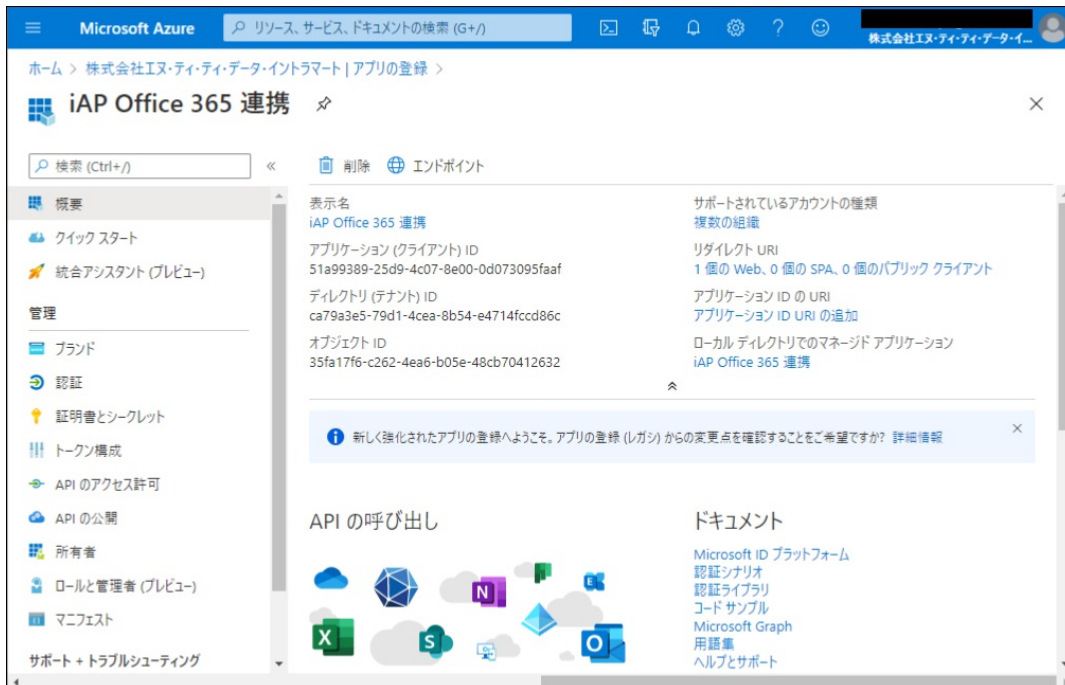 Microsoft Azure
リソース、サービス、ドキュメントの検索 (G+/)
株式会社エヌ・ティ・ティ・データ・イ...
ホーム > 株式会社エヌ・ティ・ティ・データ・イントラマート | アプリの登録 >
iAP Office 365 連携
検索 (Ctrl+/)
削除
エンドポイント
概要
クイック スタート
統合アシスタント (プレビュー)
管理
ブランド
認証
証明書とシークレット
トークン構成
API のアクセス許可
API の公開
所有者
ロールと管理者 (プレビュー)
マニフェスト
サポート + トラブルシューティング
表示名
iAP Office 365 連携
アプリケーション (クライアント) ID
51a99389-25d9-4c07-8e00-0d073095faaf
ディレクトリ (テナント) ID
ca79a3e5-79d1-4cea-8b54-e4714fccd86c
オブジェクト ID
35fa17f6-c262-4ea6-b05e-48cb70412632
サポートされているアカウントの種類
複数の組織
リダイレクト URI
1 個の Web、0 個の SPA、0 個のパブリック クライアント
アプリケーション ID の URI
アプリケーション ID URI の追加
ローカル ディレクトリでのマネージド アプリケーション
iAP Office 365 連携
新しく強化されたアプリの登録へようこそ。アプリの登録 (レガシ) からの変更点を確認することをご希望ですか? 詳細情報
API の呼び出し
N
E
X
S
O
ドキュメント
Microsoft ID プラットフォーム
認証シナリオ
認証ライブラリ
コード サンプル
Microsoft Graph
用語集
ヘルプとサポート